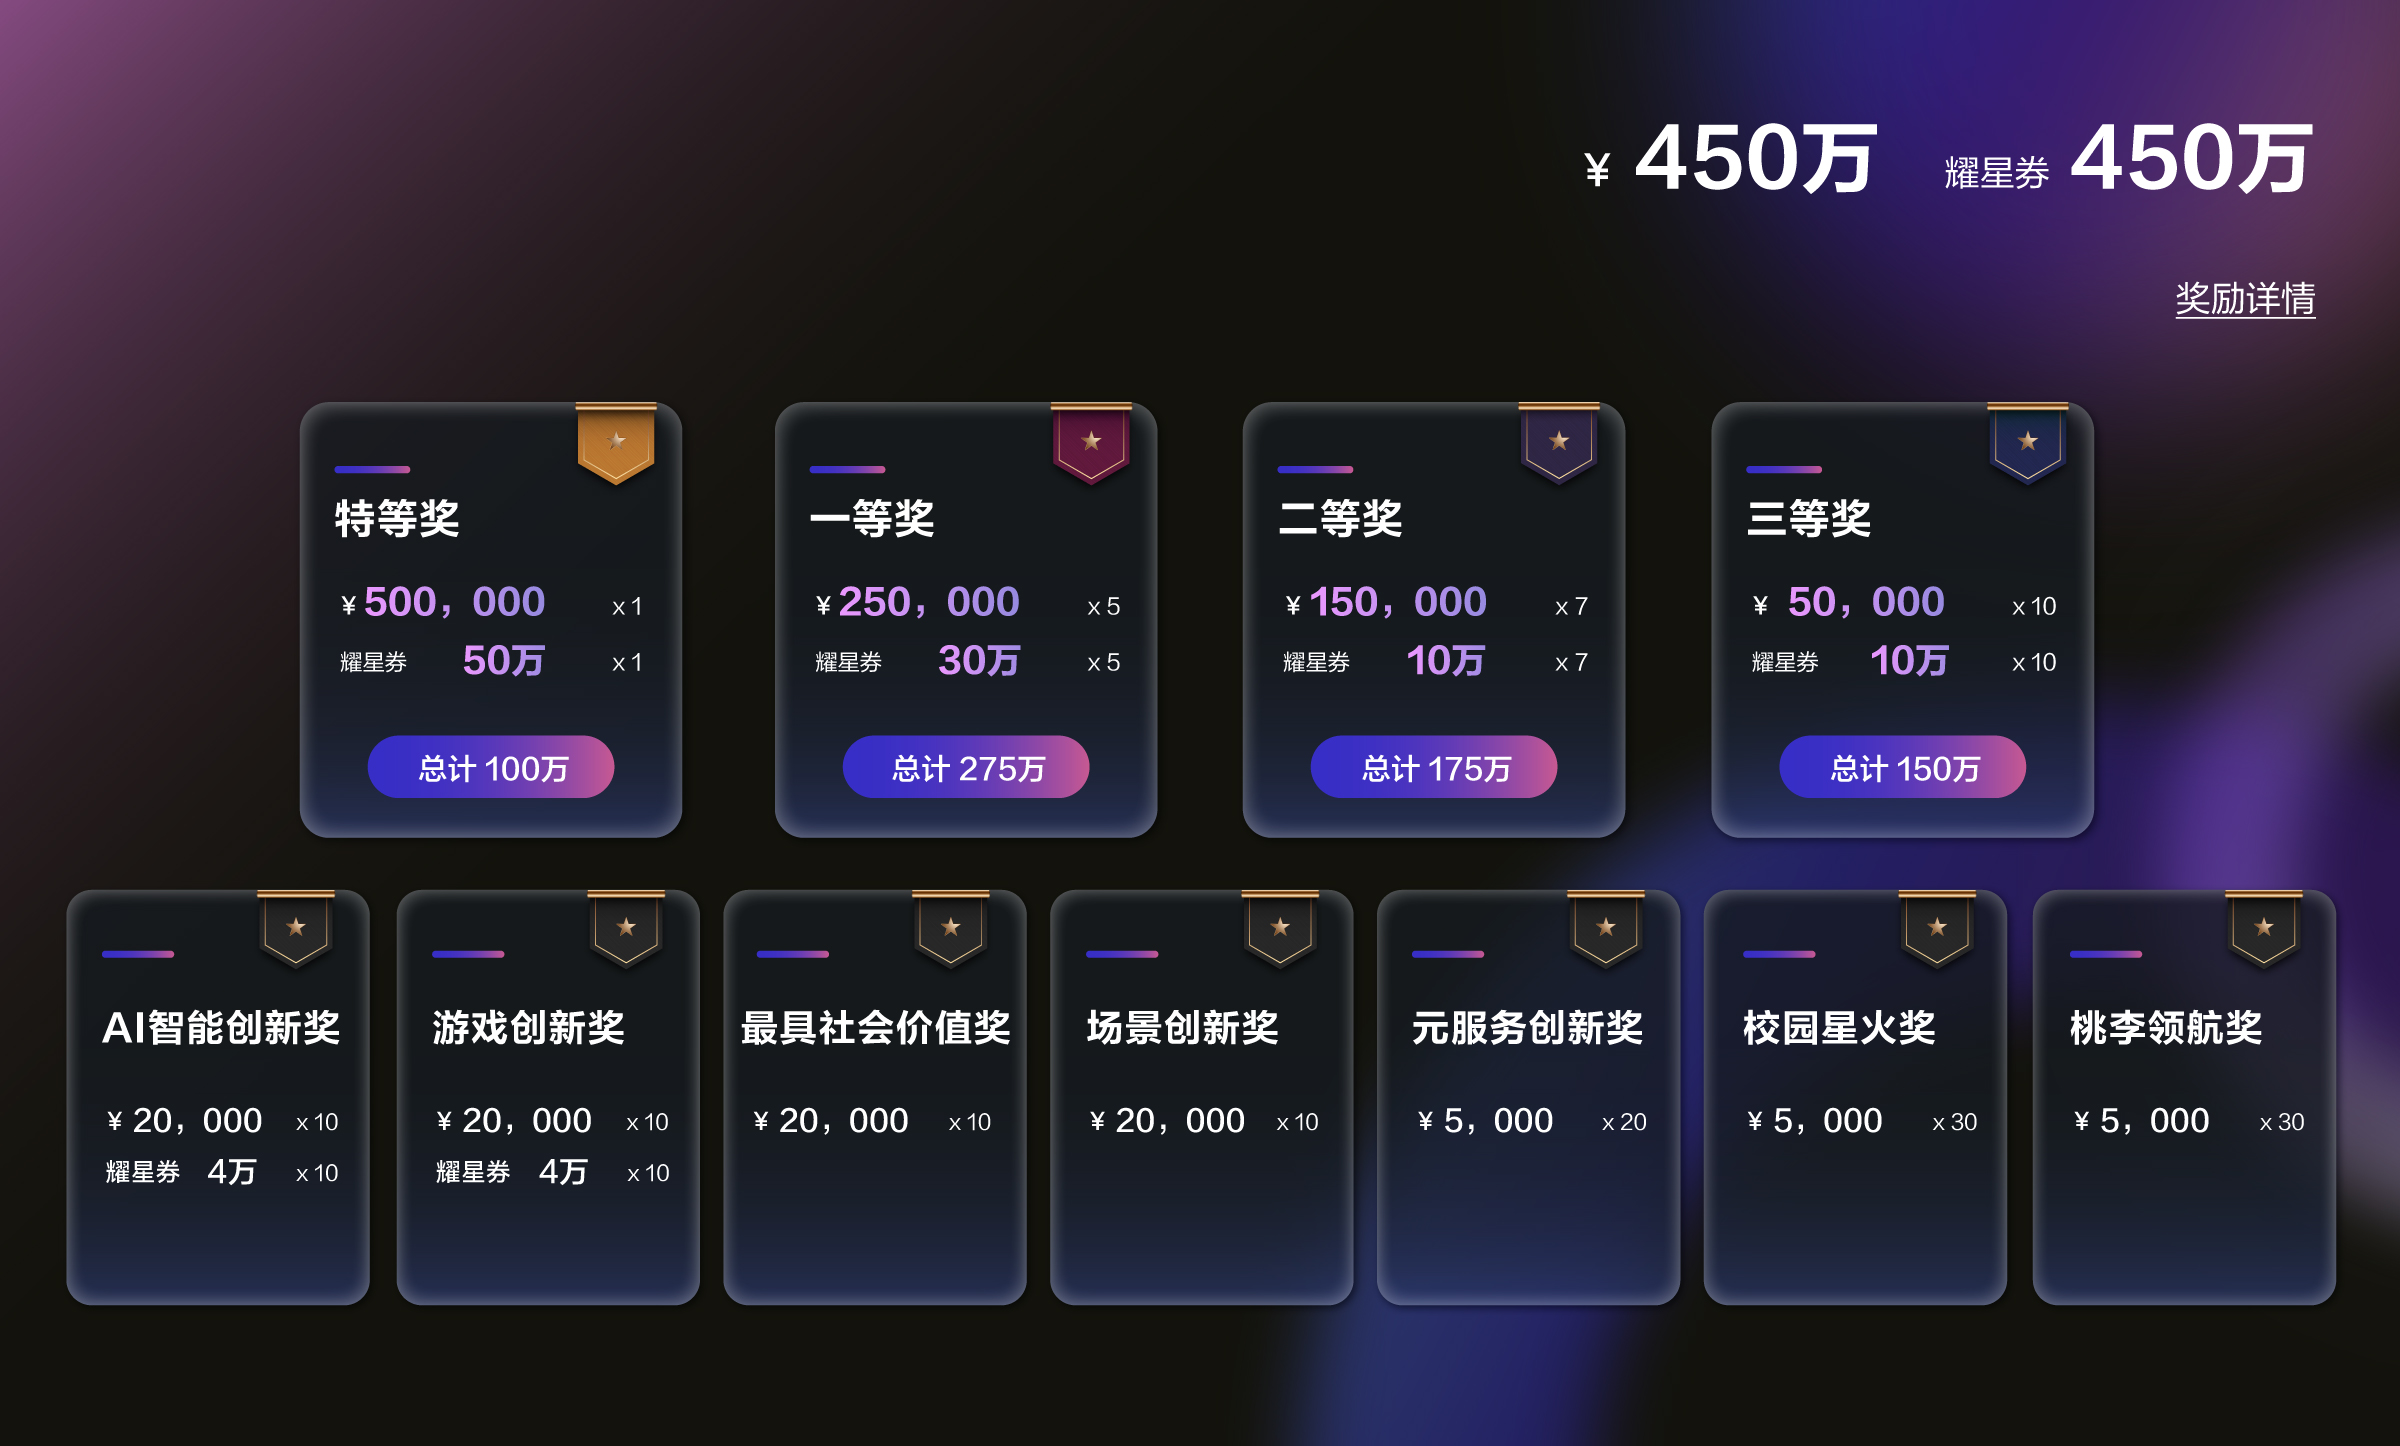 ¥ 450万 耀星券 450万
奖励详情
特等奖
¥ 500，000 x 1
耀星券 50万 x 1
总计 100万
一等奖
¥ 250，000 x 5
耀星券 30万 x 5
总计 275万
二等奖
¥ 150，000 x 7
耀星券 10万 x 7
总计 175万
三等奖
¥ 50，000 x 10
耀星券 10万 x 10
总计 150万
AI智能创新奖
¥ 20，000 x 10
耀星券 4万 x 10
游戏创新奖
¥ 20，000 x 10
耀星券 4万 x 10
最具社会价值奖
¥ 20，000 x 10
场景创新奖
¥ 20，000 x 10
元服务创新奖
¥ 5，000 x 20
校园星火奖
¥ 5，000 x 30
桃李领航奖
¥ 5，000 x 30